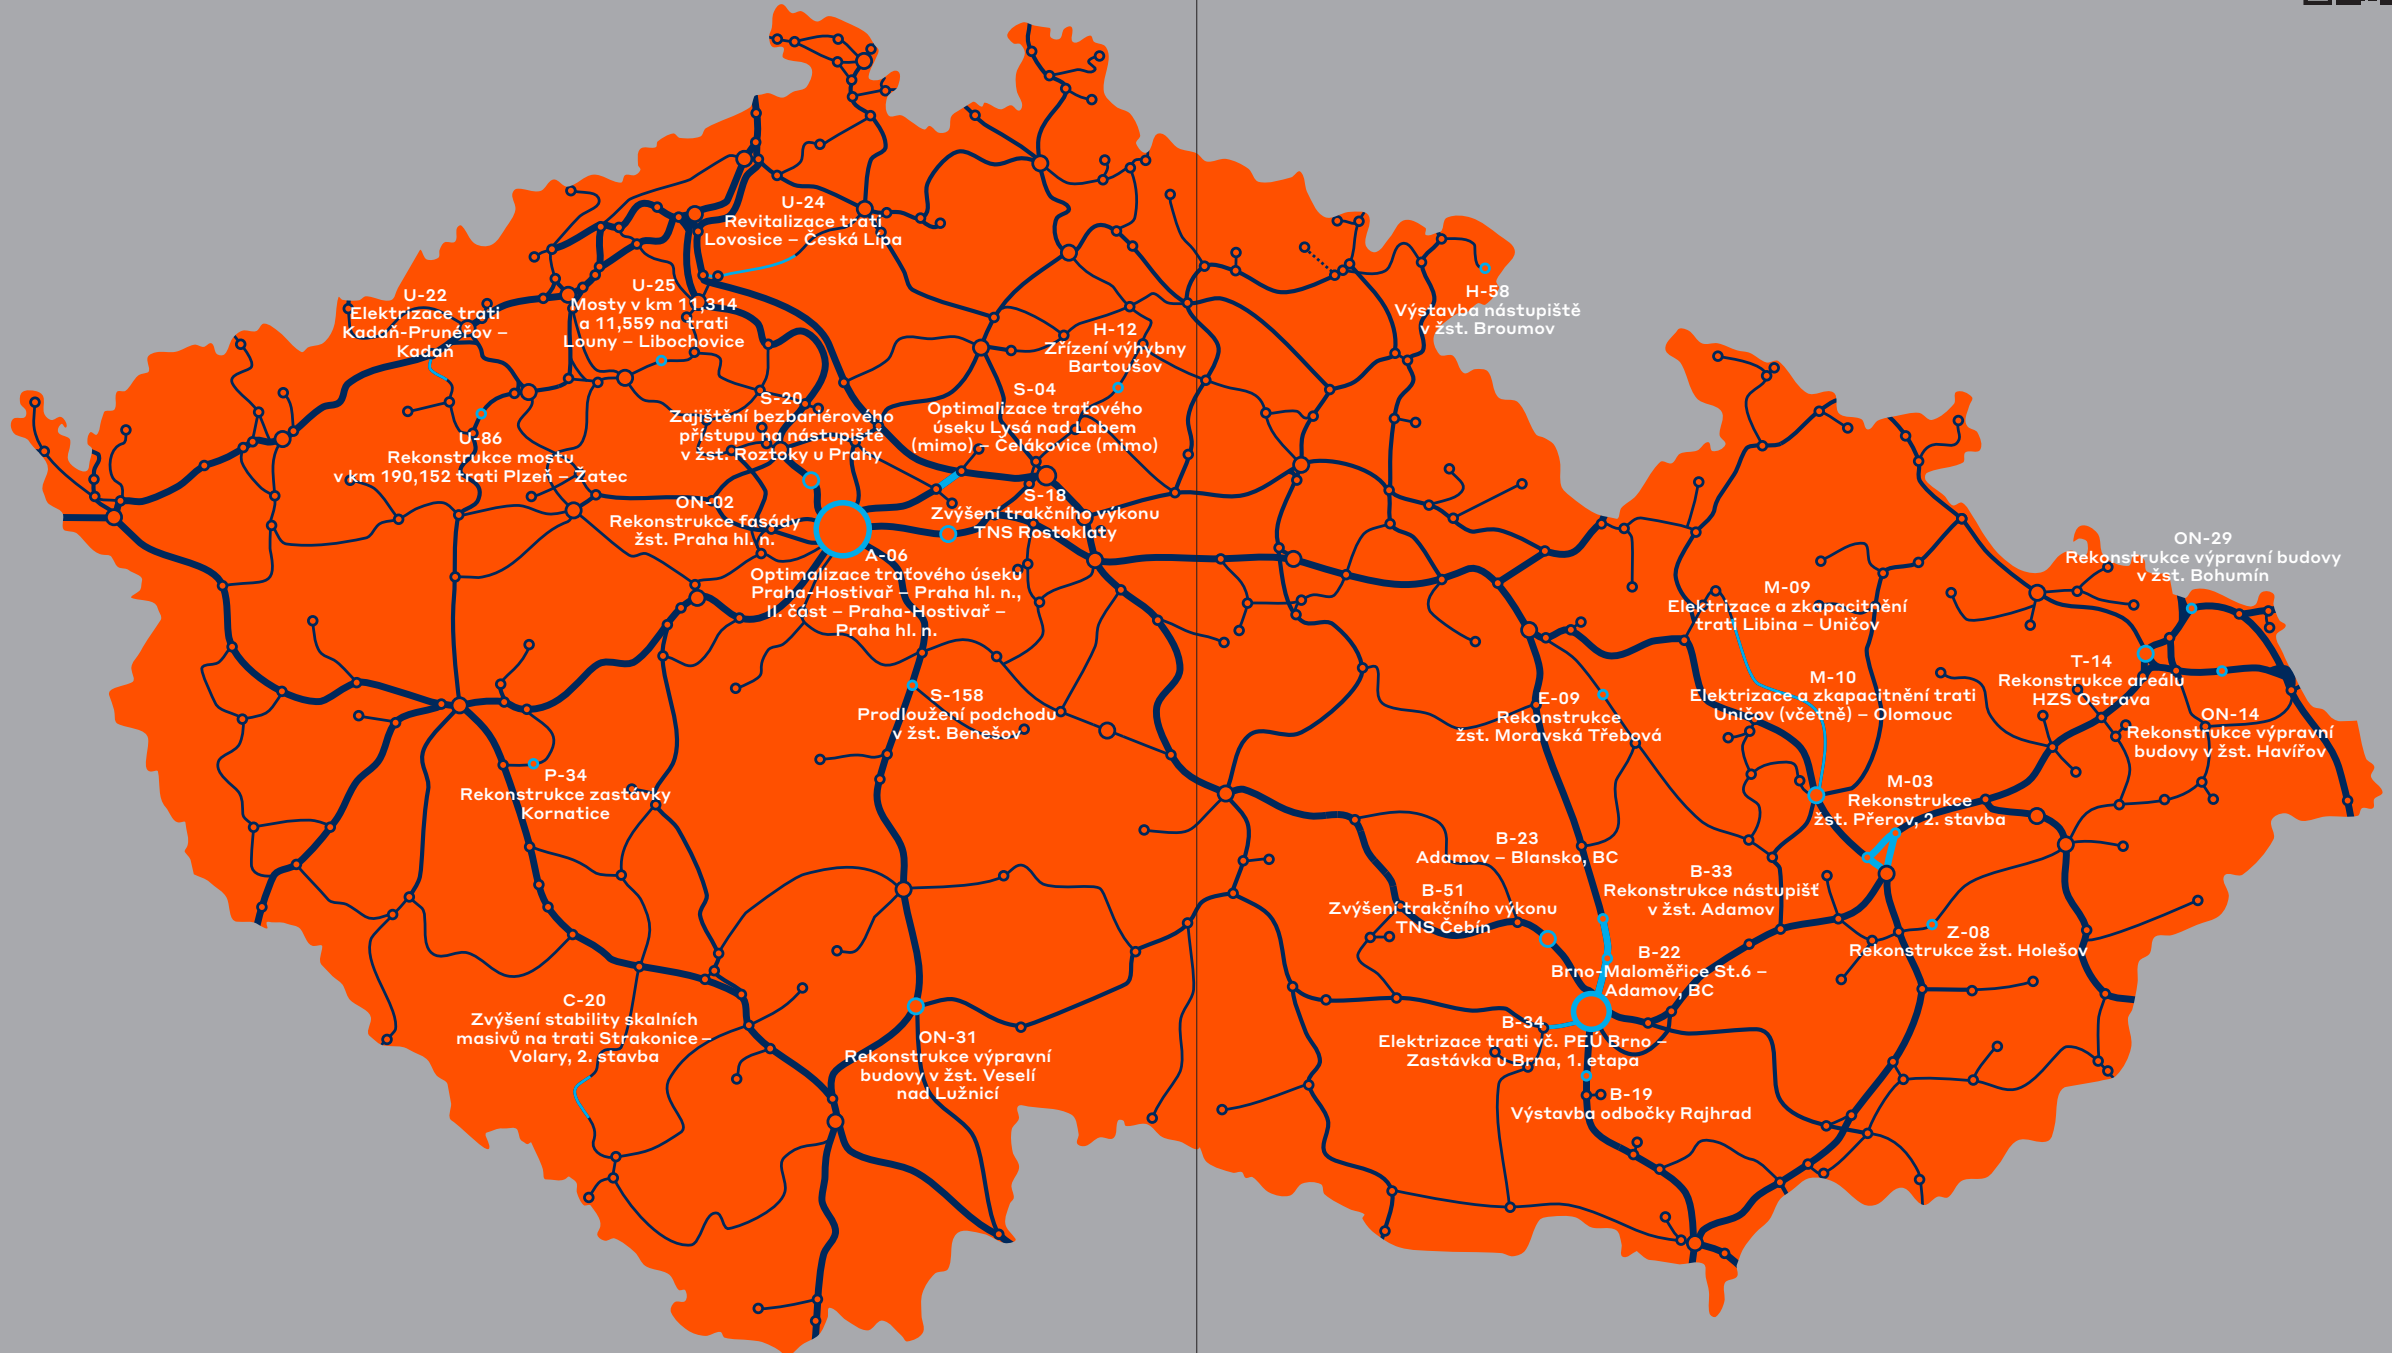 U-24
Revitalizace trati
Lovosice – Česká Lípa
U-22
Elektrizace trati
Kadaň-Prunéřov –
Kadaň
U-25
Mosty v km 11,314
a 11,559 na trati
Louny – Libochovice
H-58
Výstavba nástupiště
v žst. Broumov
H-12
Zřízení výhybny
Bartoušov
S-20
Zajištění bezbariérového
přístupu na nástupiště
v žst. Roztoky u Prahy
S-04
Optimalizace traťového
úseku Lysá nad Labem
(mimo) – Čelákovice (mimo)
U-86
Rekonstrukce mostu
v km 190,152 trati Plzeň – Žatec
ON-02
Rekonstrukce fasády
žst. Praha hl. n.
S-18
Zvýšení trakčního výkonu
TNS Rostoklaty
A-06
Optimalizace traťového úseku
Praha-Hostivař – Praha hl. n.,
II. část – Praha-Hostivař –
Praha hl. n.
ON-29
Rekonstrukce výpravní budovy
v žst. Bohumín
M-09
Elektrizace a zkapacitnění
trati Libina – Uničov
M-10
Elektrizace a zkapacitnění trati
Uničov (včetně) – Olomouc
T-14
Rekonstrukce areálu
HZS Ostrava
ON-14
Rekonstrukce výpravní
budovy v žst. Havířov
S-158
Prodloužení podchodu
v žst. Benešov
E-09
Rekonstrukce
žst. Moravská Třebová
P-34
Rekonstrukce zastávky
Kornatice
M-03
Rekonstrukce
žst. Přerov, 2. stavba
B-23
Adamov – Blansko, BC
B-33
Rekonstrukce nástupišť
v žst. Adamov
B-51
Zvýšení trakčního výkonu
TNS Čebín
Z-08
Rekonstrukce žst. Holešov
B-22
Brno-Maloměřice St.6 –
Adamov, BC
C-20
Zvýšení stability skalních
masivů na trati Strakonice –
Volary, 2. stavba
ON-31
Rekonstrukce výpravní
budovy v žst. Veselí
nad Lužnicí
B-34
Elektrizace trati vč. PEÚ Brno –
Zastávka u Brna, 1. etapa
B-19
Výstavba odbočky Rajhrad